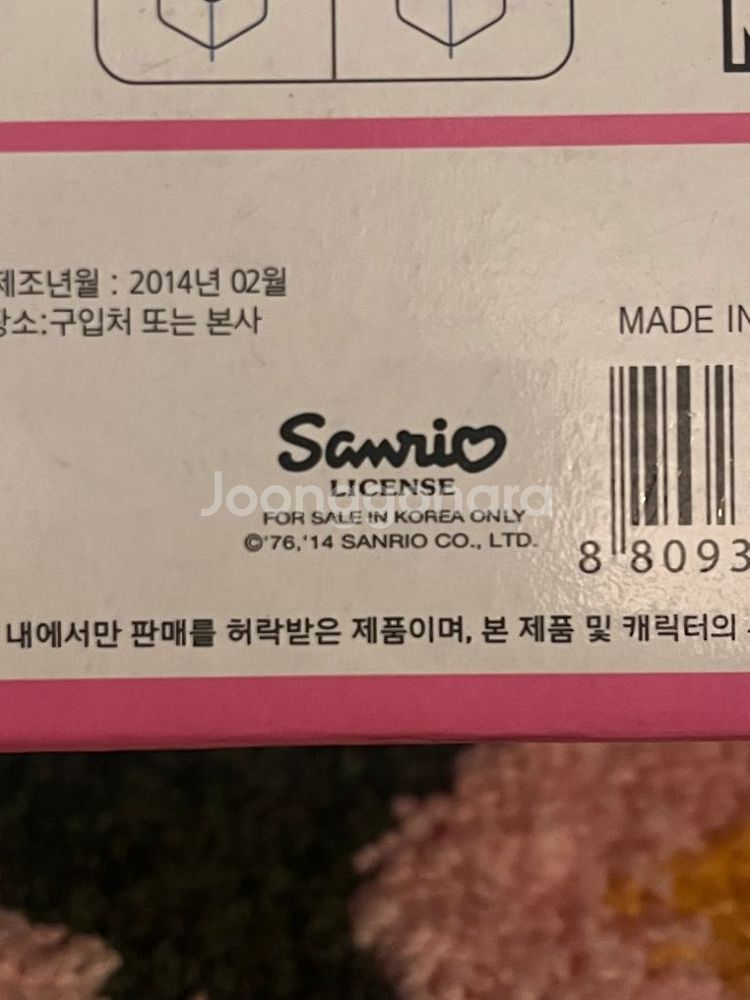 제조년월 : 2014년 02월
장소:구입처 또는 본사
MADE IN
Sanrio
LICENSE
Joonggonara
FOR SALE IN KOREA ONLY
©'76,'14 SANRIO CO., LTD.
8 8093
내에서만 판매를 허락받은 제품이며, 본 제품 및 캐릭터의